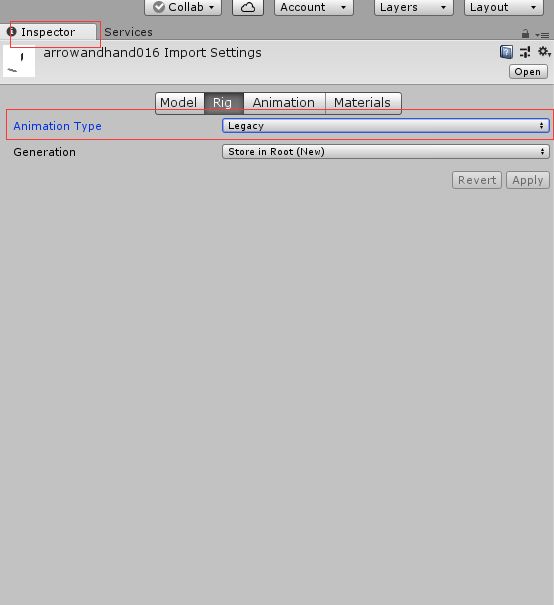 Collab Account Layers Layout
Inspector Services
arrowandhand016 Import Settings
Open
Model Rig Animation Materials
Animation Type Legacy
Generation Store in Root (New)
Revert Apply